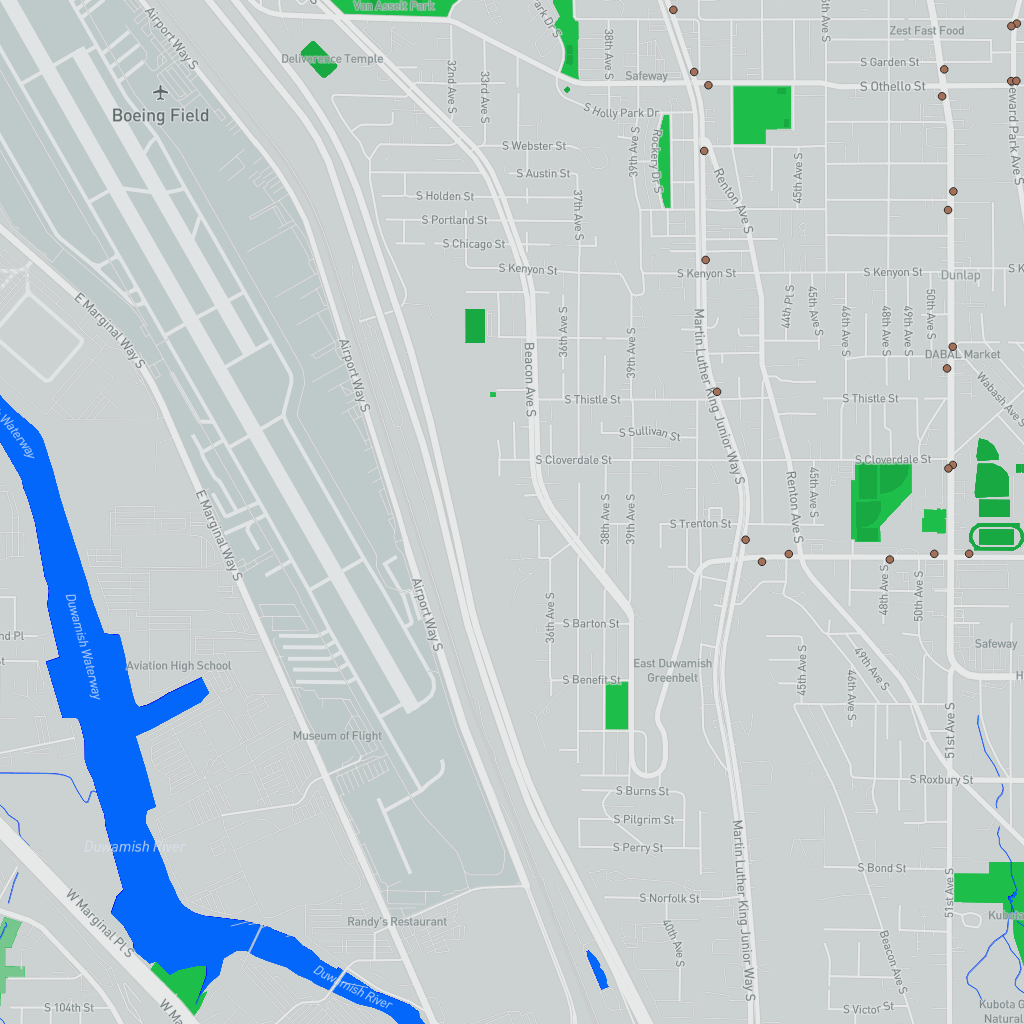 Van Asselt Park
Park Dr S
Airport Way S
Deliverence Temple
Zest Fast Food
S Garden St
S Othello St
Safeway
38th Ave S
32nd Ave S
33rd Ave S
Boeing Field
S Holly Park Dr
Rockery Dr S
39th Ave S
S Webster St
S Austin St
37th Ave S
Renton Ave S
45th Ave S
S Holden St
S Portland St
S Chicago St
S Kenyon St
S Kenyon St
S Kenyon St
Dunlap
E Marginal Way S
Airport Way S
Beacon Ave S
36th Ave S
39th Ave S
Martin Luther King Junior Way S
44th Pl S
45th Ave S
46th Ave S
48th Ave S
49th Ave S
50th Ave S
DABAL Market
Wabash Ave S
S Thistle St
S Thistle St
S Sullivan St
S Cloverdale St
S Cloverdale St
Waterway
E Marginal Way S
38th Ave S
39th Ave S
S Trenton St
Renton Ave S
45th Ave S
Duwamish Waterway
Airport Way S
36th Ave S
S Barton St
48th Ave S
50th Ave S
Safeway
Aviation High School
East Duwamish
Greenbelt
S Benefit St
45th Ave S
46th Ave S
49th Ave S
51st Ave S
Museum of Flight
S Roxbury St
S Burns St
S Pilgrim St
S Perry St
Martin Luther King Junior Way S
Duwamish River
S Bond St
51st Ave S
S Norfolk St
40th Ave S
Beacon Ave S
Randy's Restaurant
W Marginal Pl S
Duwamish River
S 104th St
S Victor St
Kubota G
Natural